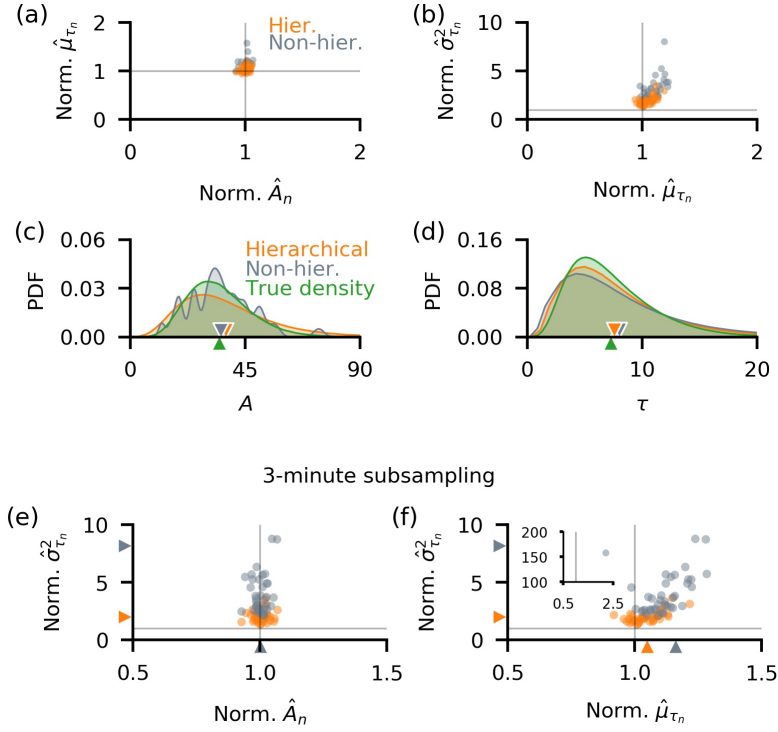 (a)
2
1
0
Norm. μ̂τn
Hier.
Non-hier.
0 1 2
Norm. Ân
(b)
10
5
0
Norm. σ̂²τn
0 1 2
Norm. μ̂τn
(c)
0.06
0.03
0.00
PDF
Hierarchical
Non-hier.
True density
0 45 90
A
(d)
0.16
0.08
0.00
PDF
0 10 20
τ
3-minute subsampling
(e)
10
5
0
Norm. σ̂²τn
0.5 1.0 1.5
Norm. Ân
(f)
10
5
0
Norm. σ̂²τn
200
150
100
0.5 2.5
0.5 1.0 1.5
Norm. μ̂τn